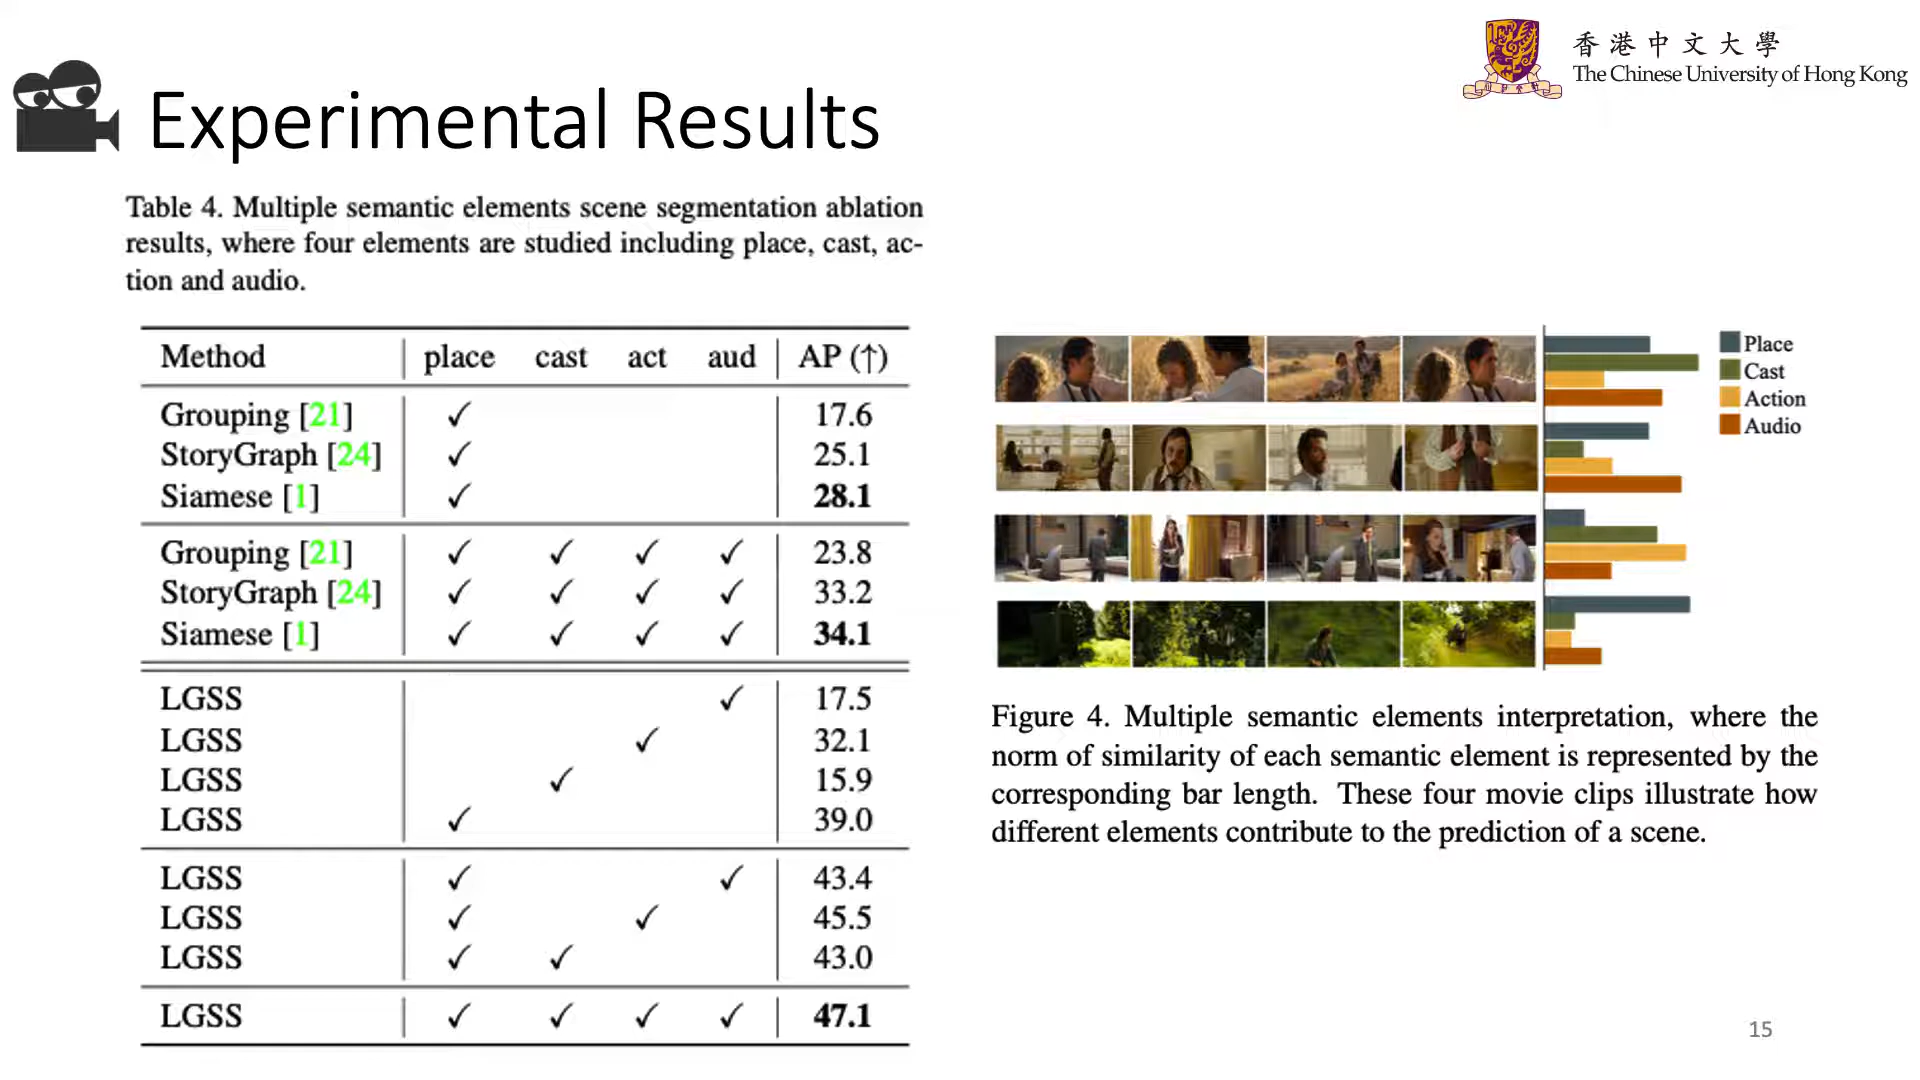 香港中文大學
The Chinese University of Hong Kong
Experimental Results
Table 4. Multiple semantic elements scene segmentation ablation
results, where four elements are studied including place, cast, ac-
tion and audio.
Method place cast act aud AP (↑)
Grouping [21] ✓ 17.6
StoryGraph [24] ✓ 25.1
Siamese [1] ✓ 28.1
Grouping [21] ✓ ✓ ✓ ✓ 23.8
StoryGraph [24] ✓ ✓ ✓ ✓ 33.2
Siamese [1] ✓ ✓ ✓ ✓ 34.1
LGSS ✓ 17.5
LGSS ✓ 32.1
LGSS ✓ 15.9
LGSS ✓ 39.0
LGSS ✓ ✓ 43.4
LGSS ✓ ✓ 45.5
LGSS ✓ ✓ 43.0
LGSS ✓ ✓ ✓ ✓ 47.1
Place
Cast
Action
Audio
Figure 4. Multiple semantic elements interpretation, where the
norm of similarity of each semantic element is represented by the
corresponding bar length. These four movie clips illustrate how
different elements contribute to the prediction of a scene.
15